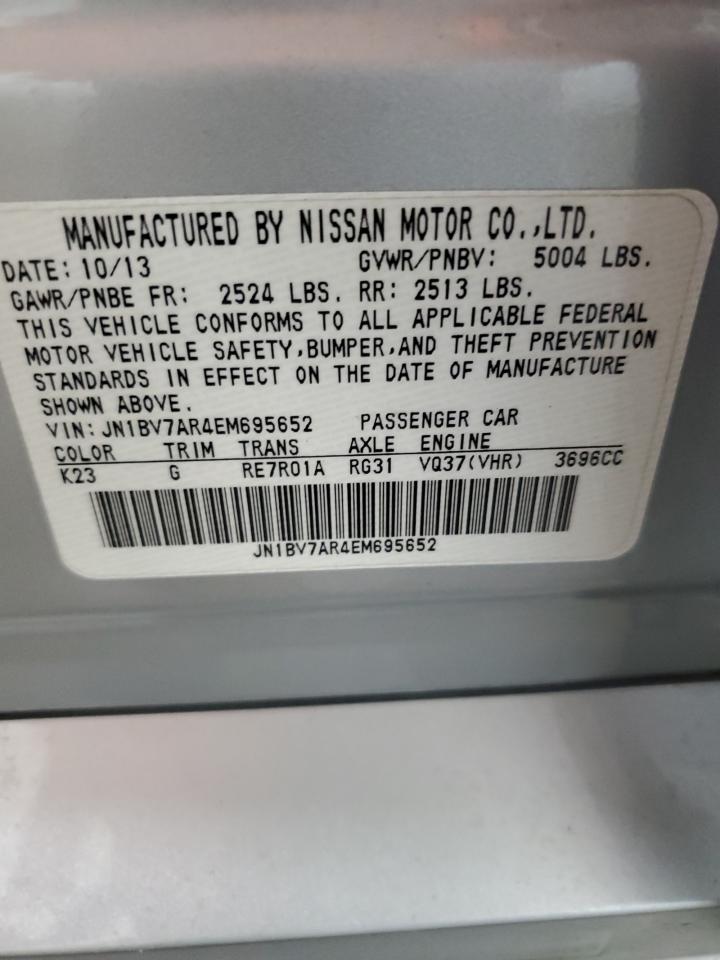 MANUFACTURED BY NISSAN MOTOR CO.,LTD.
DATE: 10/13 GVWR/PNBV: 5004 LBS.
GAWR/PNBE FR: 2524 LBS. RR: 2513 LBS.
THIS VEHICLE CONFORMS TO ALL APPLICABLE FEDERAL
MOTOR VEHICLE SAFETY,BUMPER,AND THEFT PREVENTION
STANDARDS IN EFFECT ON THE DATE OF MANUFACTURE
SHOWN ABOVE.
VIN: JN1BV7AR4EM695652 PASSENGER CAR
COLOR TRIM TRANS AXLE ENGINE
K23 G RE7R01A RG31 VQ37(VHR) 3696CC
JN1BV7AR4EM695652